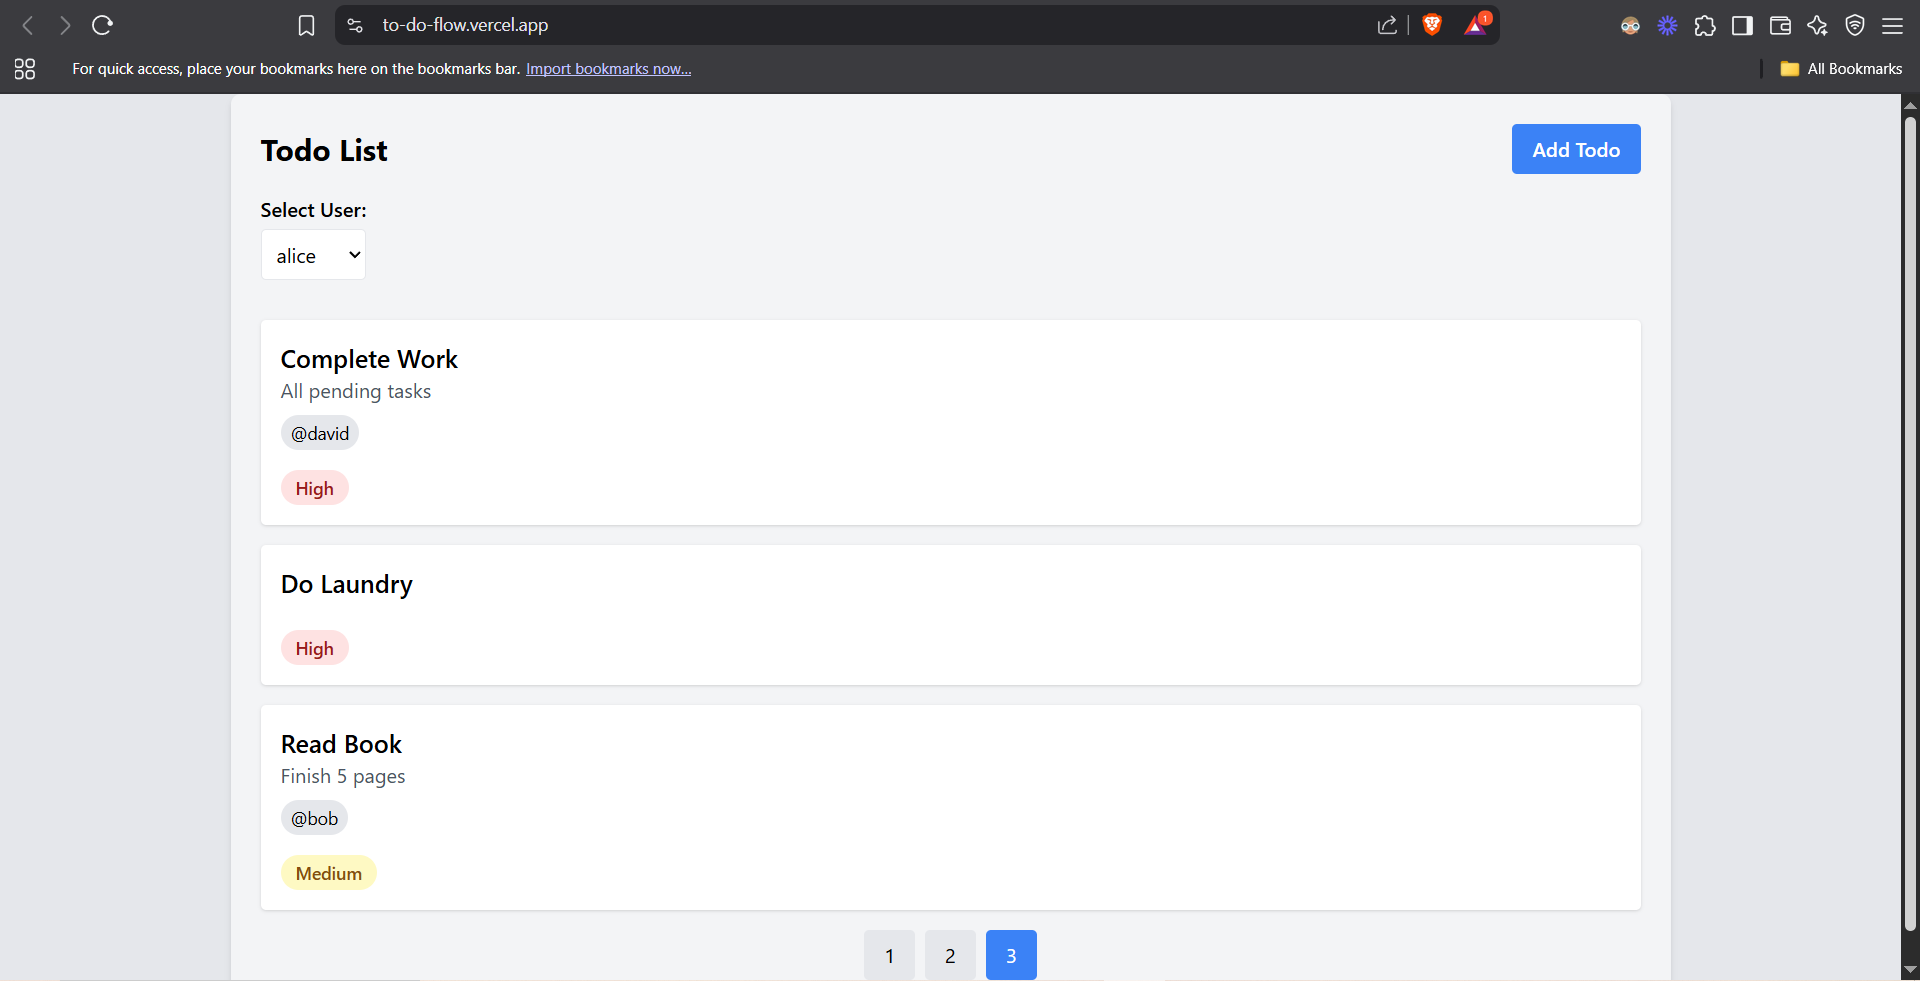 to-do-flow.vercel.app
1
For quick access, place your bookmarks here on the bookmarks bar. Import bookmarks now...
All Bookmarks
Todo List
Add Todo
Select User:
alice
Complete Work
All pending tasks
@david
High
Do Laundry
High
Read Book
Finish 5 pages
@bob
Medium
1 2 3